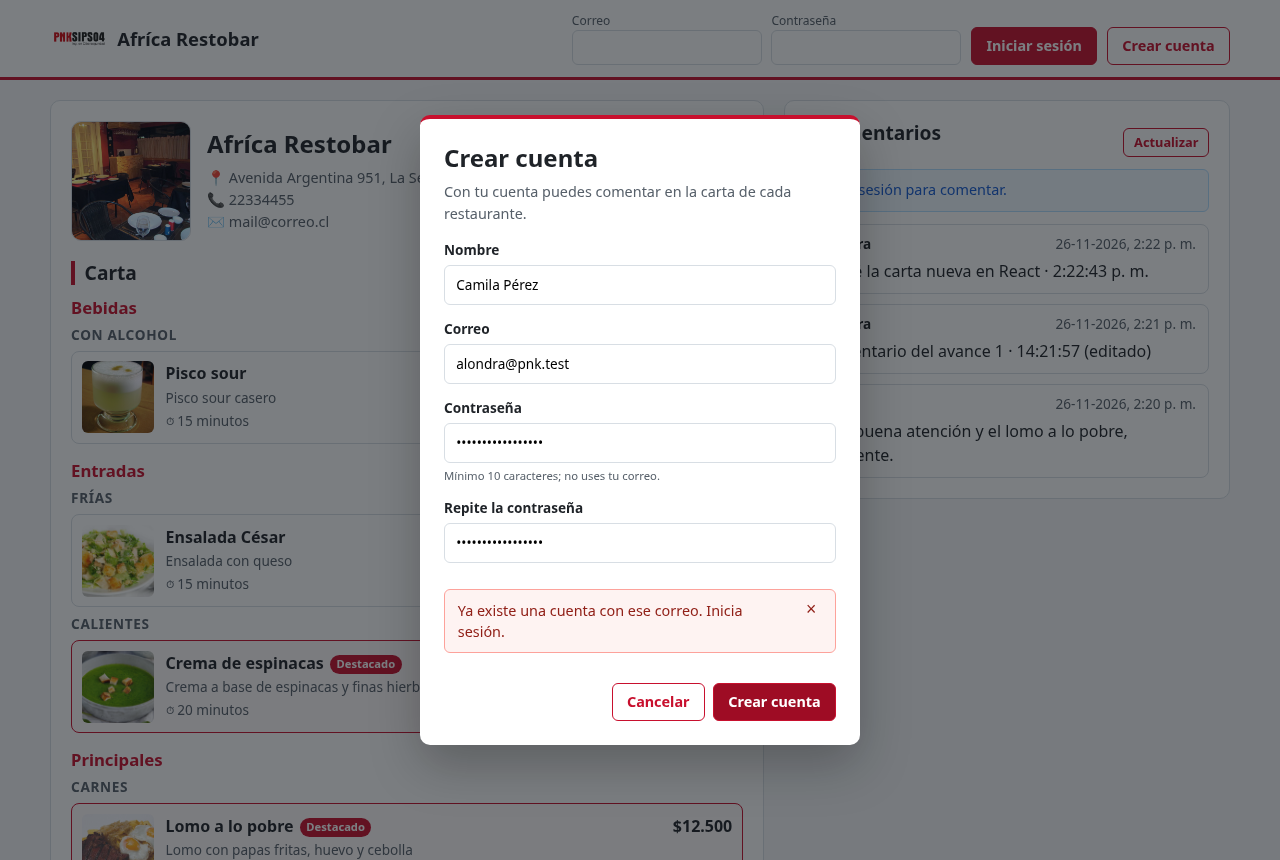 PNKSIPS04
Afríca Restobar
Correo
Contraseña
Iniciar sesión
Crear cuenta
Afríca Restobar
📍 Avenida Argentina 951, La Se
📞 22334455
✉️ mail@correo.cl
Carta
Bebidas
CON ALCOHOL
Pisco sour
Pisco sour casero
⏱ 15 minutos
Entradas
FRÍAS
Ensalada César
Ensalada con queso
⏱ 15 minutos
CALIENTES
Crema de espinacas Destacado
Crema a base de espinacas y finas hierb
⏱ 20 minutos
Principales
CARNES
Lomo a lo pobre Destacado
$12.500
Lomo con papas fritas, huevo y cebolla
Crear cuenta
Con tu cuenta puedes comentar en la carta de cada
restaurante.
Nombre
Camila Pérez
Correo
alondra@pnk.test
Contraseña
•••••••••••••••••
Mínimo 10 caracteres; no uses tu correo.
Repite la contraseña
•••••••••••••••••
Ya existe una cuenta con ese correo. Inicia
sesión.
×
Cancelar
Crear cuenta
entarios
Actualizar
sesión para comentar.
ra
26-11-2026, 2:22 p. m.
la carta nueva en React · 2:22:43 p. m.
ra
26-11-2026, 2:21 p. m.
entario del avance 1 · 14:21:57 (editado)
26-11-2026, 2:20 p. m.
buena atención y el lomo a lo pobre,
ente.